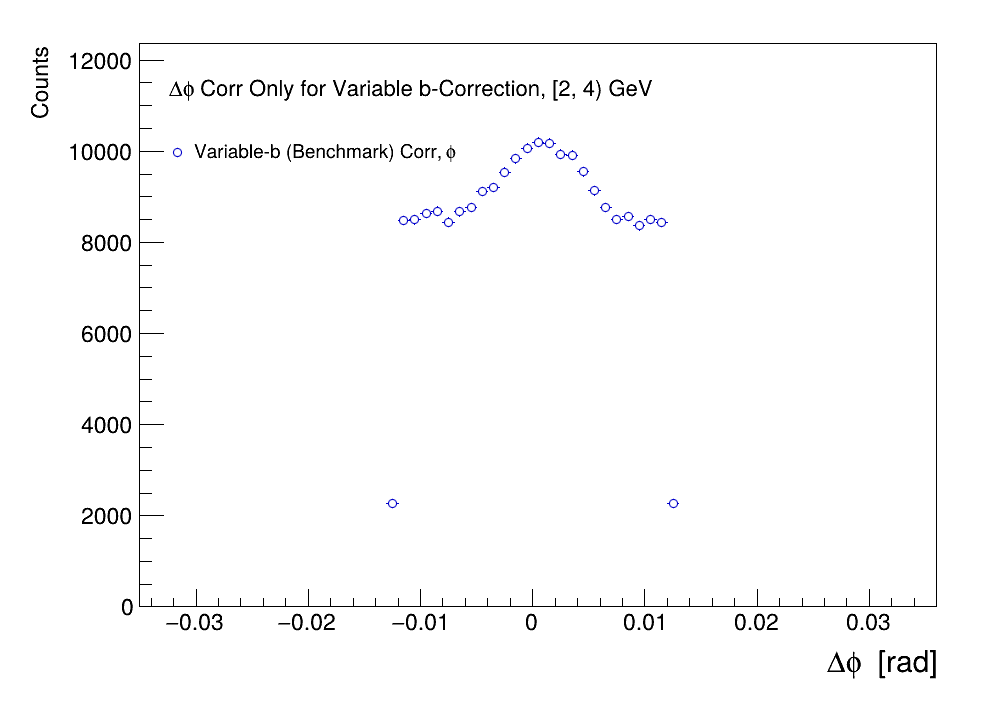 Counts
12000
Δϕ Corr Only for Variable b-Correction, [2, 4) GeV
10000
Variable-b (Benchmark) Corr, ϕ
8000
6000
4000
2000
0
−0.03 −0.02 −0.01 0 0.01 0.02 0.03
Δϕ [rad]